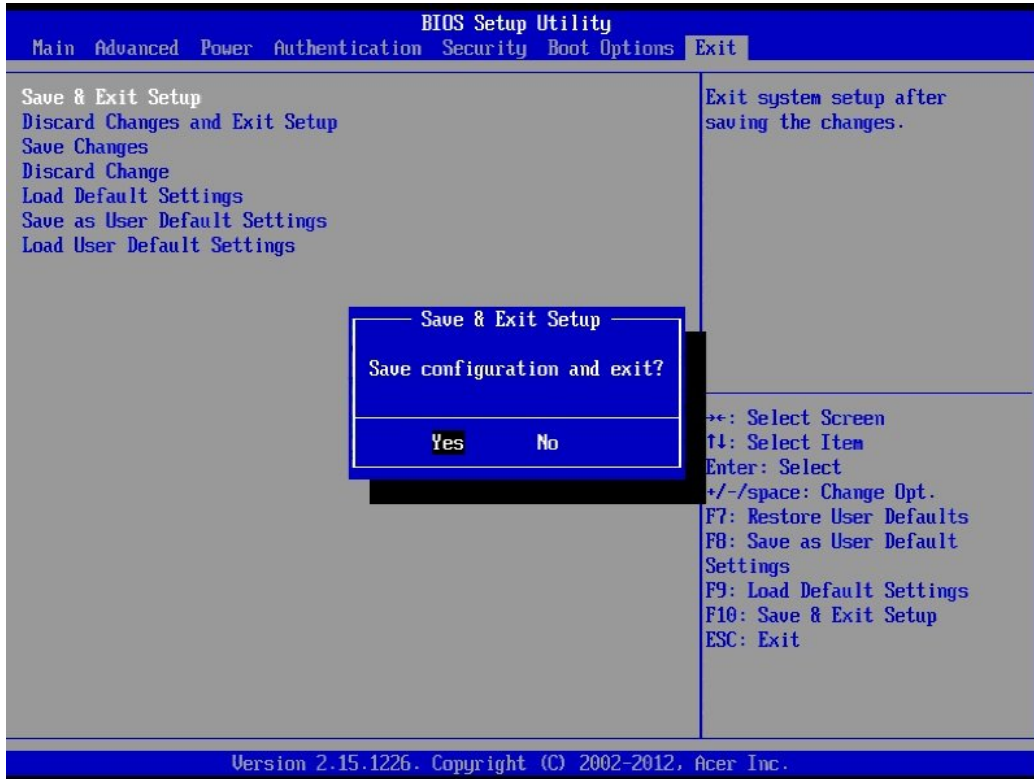 BIOS Setup Utility
Main Advanced Power Authentication Security Boot Options Exit
Save & Exit Setup
Discard Changes and Exit Setup
Save Changes
Discard Change
Load Default Settings
Save as User Default Settings
Load User Default Settings
Exit system setup after
saving the changes.
Save & Exit Setup
Save configuration and exit?
Yes No
→←: Select Screen
↑↓: Select Item
Enter: Select
+/-/space: Change Opt.
F7: Restore User Defaults
F8: Save as User Default
Settings
F9: Load Default Settings
F10: Save & Exit Setup
ESC: Exit
Version 2.15.1226. Copyright (C) 2002-2012, Acer Inc.